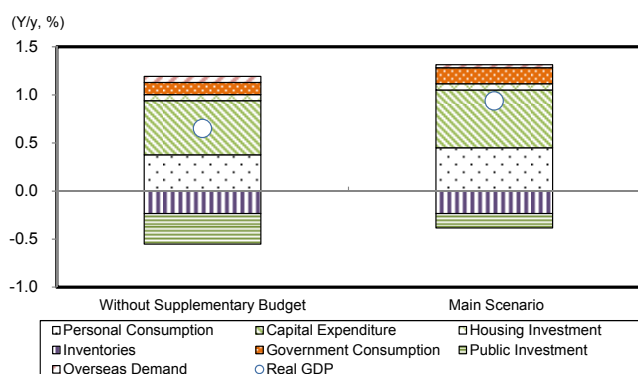 (Y/y, %)
1.5
1.0
0.5
0.0
-0.5
-1.0
Without Supplementary Budget Main Scenario
Personal Consumption Capital Expenditure Housing Investment
Inventories Government Consumption Public Investment
Overseas Demand Real GDP